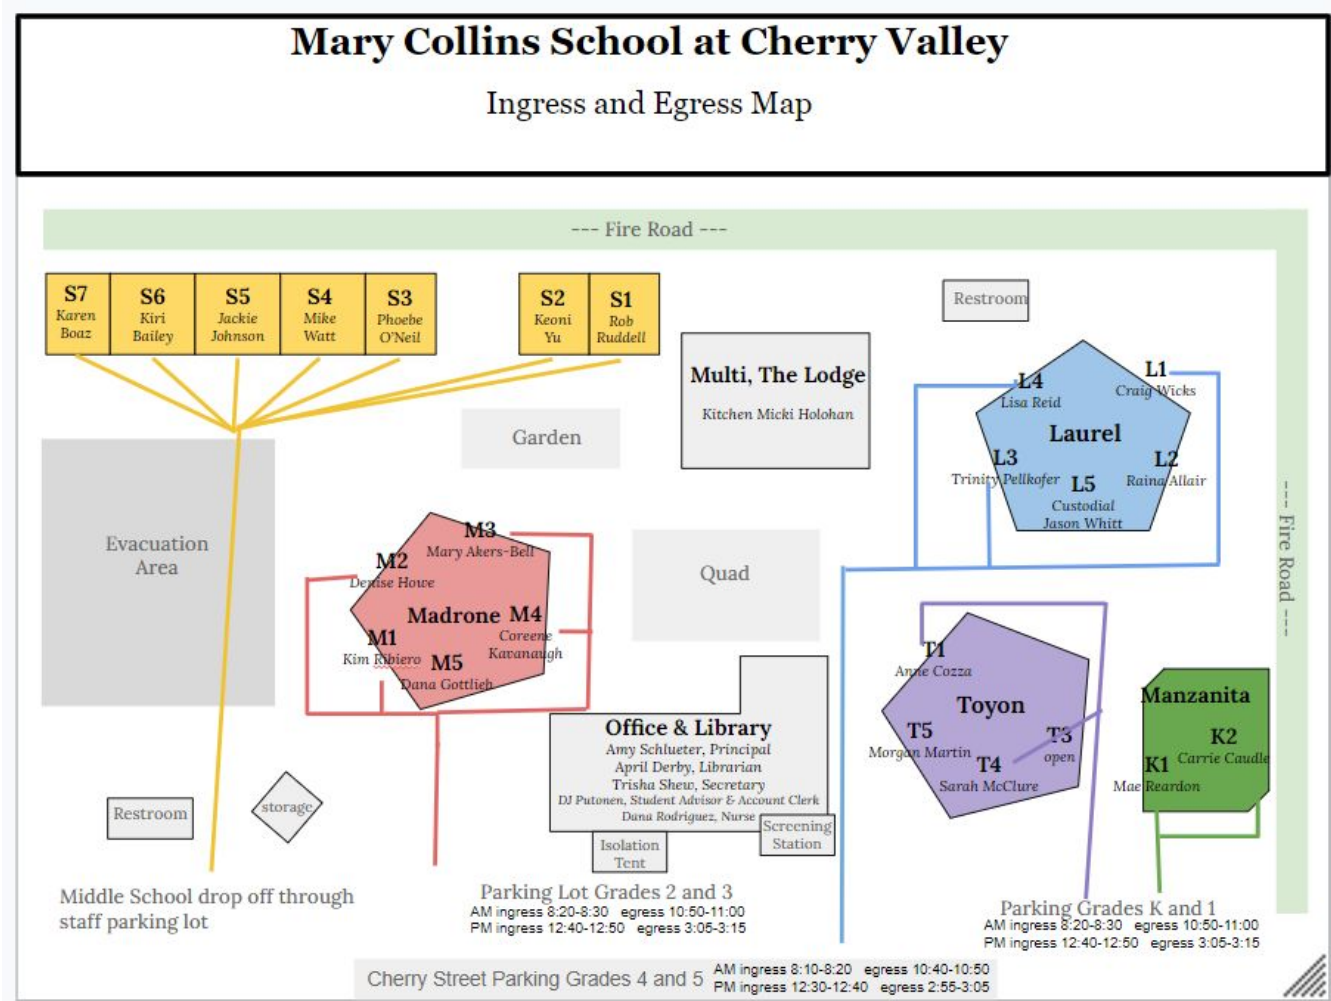 Mary Collins School at Cherry Valley
Ingress and Egress Map
--- Fire Road ---
S7
Karen
Boaz
S6
Kiri
Bailey
S5
Jackie
Johnson
S4
Mike
Watt
S3
Phoebe
O'Neil
S2
Keoni
Yu
S1
Rob
Ruddell
Restroom
Multi, The Lodge
Kitchen Micki Holohan
L4
Lisa Reid
L1
Craig Wicks
Laurel
L3
Trinity Pellkofer
L2
Raina Allair
L5
Custodial
Jason Whitt
--- Fire Road ---
Garden
Evacuation
Area
M3
Mary Akers-Bell
M2
Denise Howe
Madrone
M4
Coreene
Kavanaugh
M1
Kim Ribiero
M5
Dana Gottlieb
Quad
T1
Anne Cozza
Toyon
T5
Morgan Martin
T3
open
T4
Sarah McClure
Manzanita
K2
Carrie Caudle
K1
Mae Reardon
Office & Library
Amy Schlueter, Principal
April Derby, Librarian
Trisha Shew, Secretary
DJ Putonen, Student Advisor & Account Clerk
Dana Rodriguez, Nurse
Screening
Station
Isolation
Tent
Restroom
storage
Middle School drop off through
staff parking lot
Parking Lot Grades 2 and 3
AM ingress 8:20-8:30 egress 10:50-11:00
PM ingress 12:40-12:50 egress 3:05-3:15
Parking Grades K and 1
AM ingress 8:20-8:30 egress 10:50-11:00
PM ingress 12:40-12:50 egress 3:05-3:15
Cherry Street Parking Grades 4 and 5
AM ingress 8:10-8:20 egress 10:40-10:50
PM ingress 12:30-12:40 egress 2:55-3:05